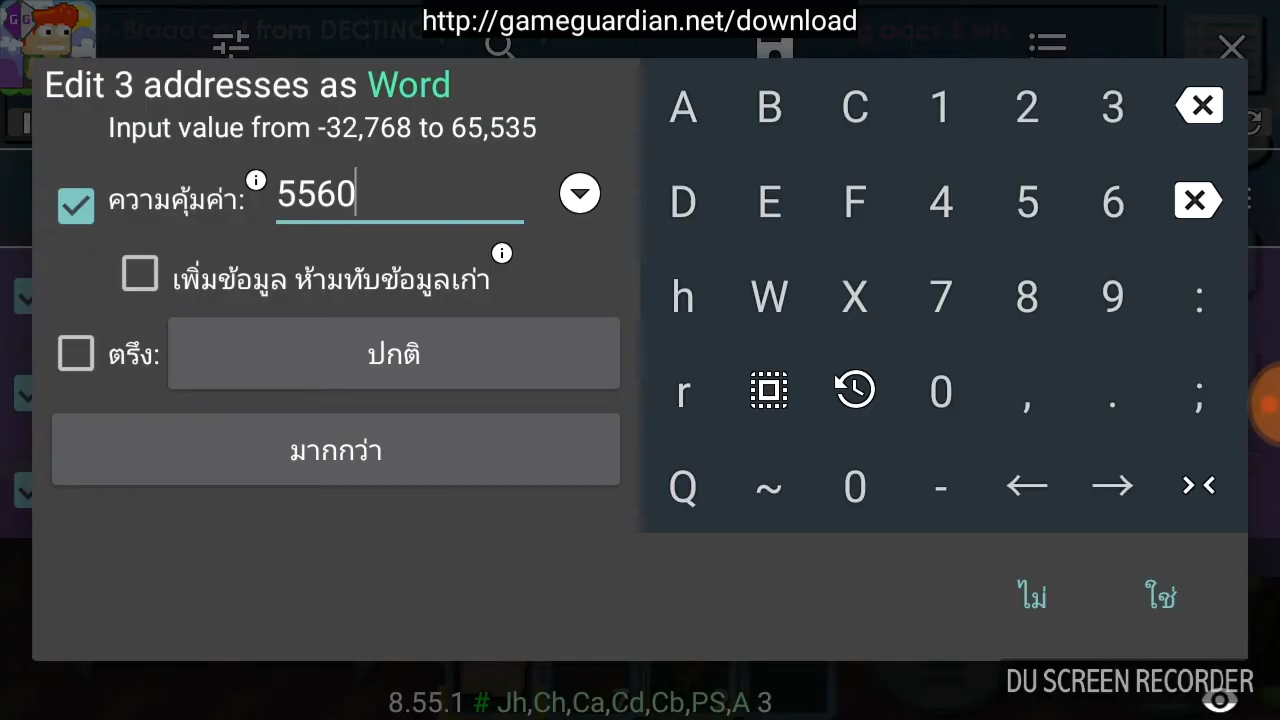 http://gameguardian.net/download
Broadcast from
Edit 3 addresses as Word
Input value from -32,768 to 65,535
ความคุ้มค่า: 5560
เพิ่มข้อมูล ห้ามทับข้อมูลเก่า
ตรึง: ปกติ
มากกว่า
A B C 1 2 3
D E F 4 5 6
h W X 7 8 9 :
r 0 , . ;
Q ~ 0 - ← → ><
ไม่ ใช่
DU SCREEN RECORDER
8.55.1 # Jh,Ch,Ca,Cd,Cb,PS,A 3